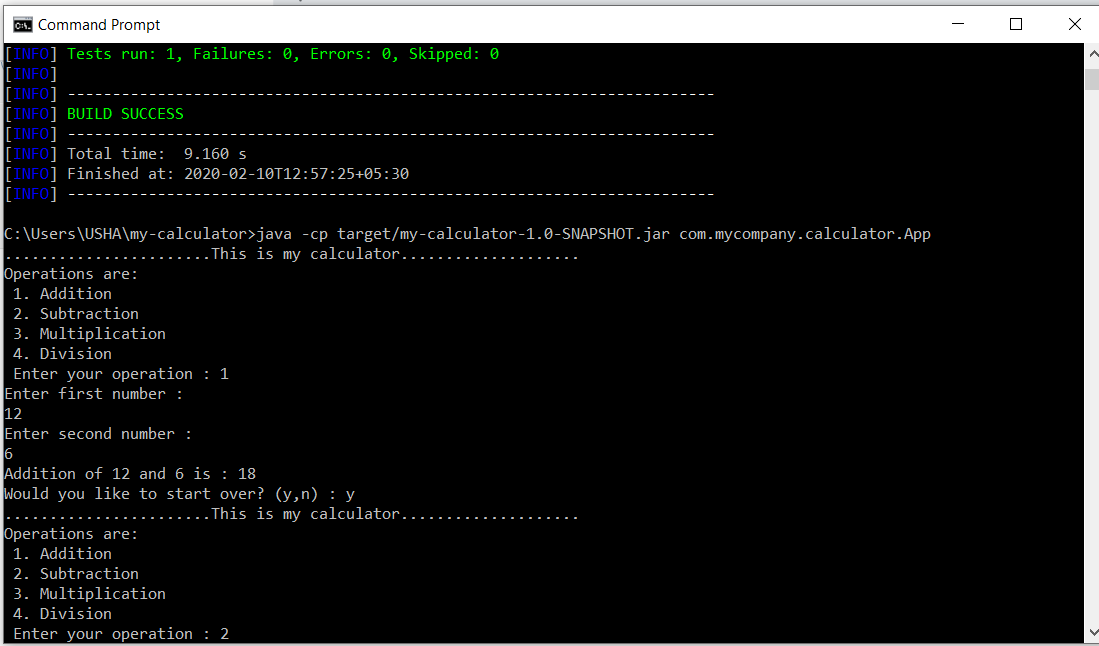 Command Prompt
[INFO] Tests run: 1, Failures: 0, Errors: 0, Skipped: 0
[INFO]
[INFO] ------------------------------------------------------------------------
[INFO] BUILD SUCCESS
[INFO] ------------------------------------------------------------------------
[INFO] Total time:  9.160 s
[INFO] Finished at: 2020-02-10T12:57:25+05:30
[INFO] ------------------------------------------------------------------------
C:\Users\USHA\my-calculator>java -cp target/my-calculator-1.0-SNAPSHOT.jar com.mycompany.calculator.App
.......................This is my calculator....................
Operations are:
 1. Addition
 2. Subtraction
 3. Multiplication
 4. Division
 Enter your operation : 1
Enter first number :
12
Enter second number :
6
Addition of 12 and 6 is : 18
Would you like to start over? (y,n) : y
.......................This is my calculator....................
Operations are:
 1. Addition
 2. Subtraction
 3. Multiplication
 4. Division
 Enter your operation : 2